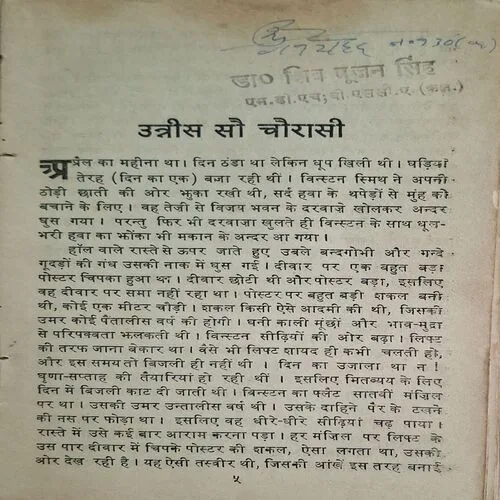 डा० शिव पूजन सिंह
एम.डी.एच; बी.एससी.ए. (कल.)
उन्नीस सौ चौरासी
अप्रैल का महीना था। दिन ठंडा था लेकिन धूप खिली थी। घड़ियां
तेरह (दिन का एक) बजा रही थीं। विन्स्टन स्मिथ ने अपनी
ठोड़ी छाती की ओर झुका रखी थी, सर्द हवा के थपेड़ों से मुंह को
बचाने के लिए। वह तेजी से विजय भवन के दरवाज़े खोलकर अन्दर
घुस गया। परन्तु फिर भी दरवाजा खुलते ही विन्स्टन के साथ धूल-
भरी हवा का झोंका भी मकान के अन्दर आ गया।
हॉल वाले रास्ते से ऊपर जाते हुए उबले बन्दगोभी और गन्दे
गूदड़ों की गंध उसकी नाक में घुस गई। दीवार पर एक बहुत बड़ा
पोस्टर चिपका हुआ था। दीवार छोटी थी और पोस्टर बड़ा, इसलिए
वह दीवार पर समा नहीं रहा था। पोस्टर पर बहुत बड़ी शकल बनी
थी, कोई एक मीटर चौड़ी। शकल किसी ऐसे आदमी की थी, जिसकी
उमर कोई पैंतालीस वर्ष की होगी। घनी काली मूंछों और भाव-मुद्रा
से परिपक्वता झलकती थी। विन्स्टन सीढ़ियों की ओर बढ़ा। लिफ्ट
की तरफ जाना बेकार था। वैसे भी लिफ्ट शायद ही कभी चलती हो,
और इस समय तो बिजली ही नहीं थी। दिन का उजाला था न!
घृणा-सप्ताह की तैयारियां हो रही थीं। इसलिए मितव्यय के लिए
दिन में बिजली काट दी जाती थी। विन्स्टन का फ्लैट सातवीं मंजिल
पर था। उसकी उमर उन्तालीस वर्ष थी। उसके दाहिने पैर के टखने
की नस पर फोड़ा था। इसलिए वह धीरे-धीरे सीढ़ियां चढ़ पाया।
रास्ते में उसे कई बार आराम करना पड़ा। हर मंजिल पर लिफ्ट के
उस पार दीवार में चिपके पोस्टर की शकल, ऐसा लगता था, उसकी
ओर देख रही है। यह ऐसी तस्वीर थी, जिसकी आंखें इस तरह बनाई
५